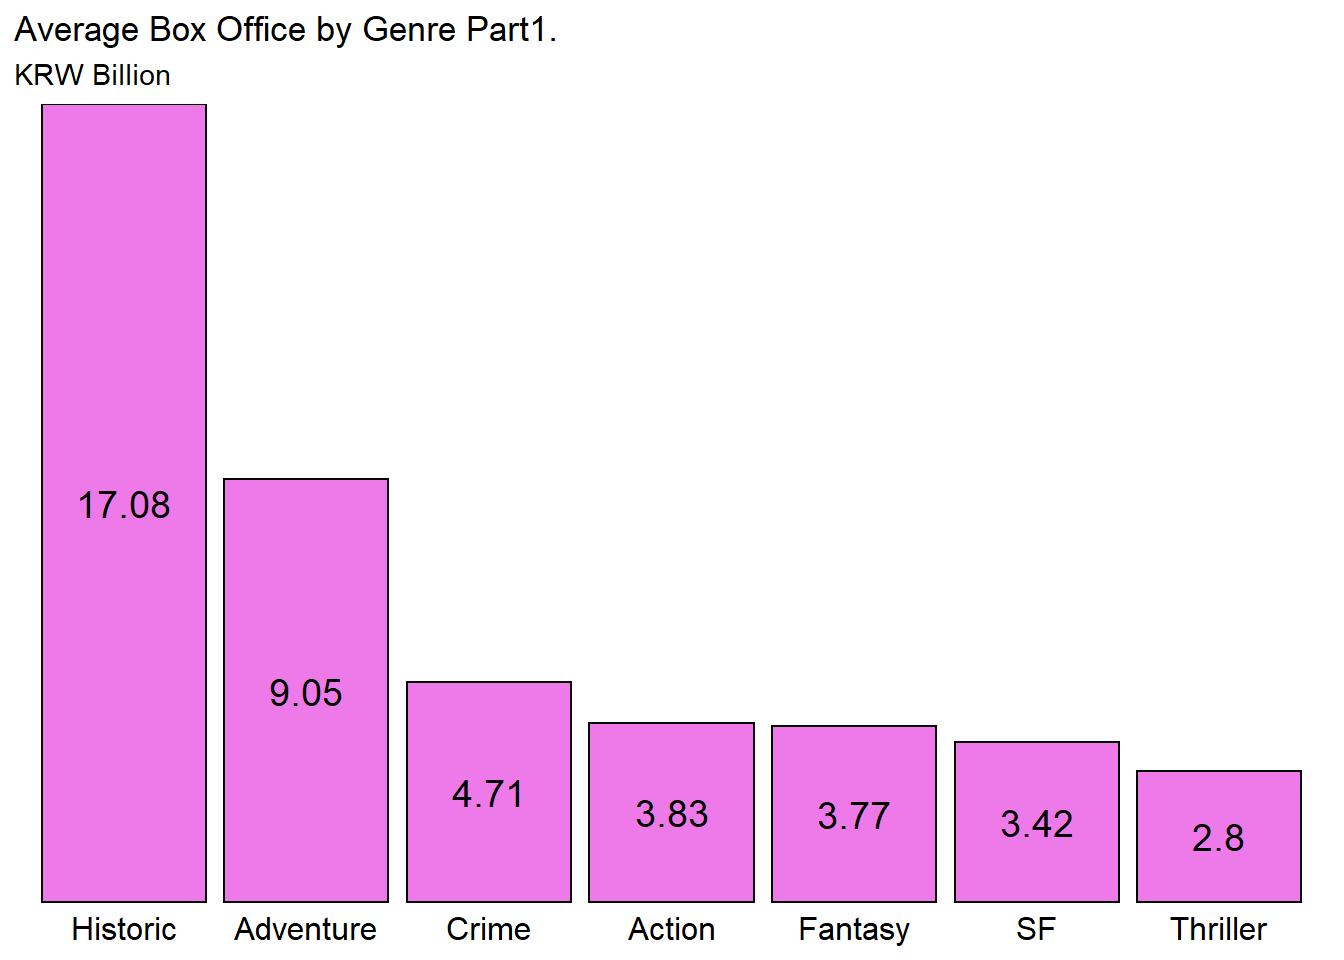 Average Box Office by Genre Part1.
KRW Billion
17.08
9.05
4.71
3.83
3.77
3.42
2.8
Historic Adventure Crime Action Fantasy SF Thriller